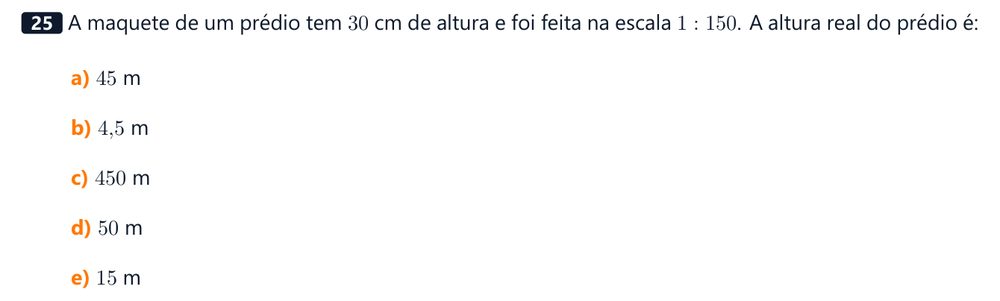 25 A maquete de um prédio tem 30 cm de altura e foi feita na escala 1 : 150. A altura real do prédio é:
a) 45 m
b) 4,5 m
c) 450 m
d) 50 m
e) 15 m